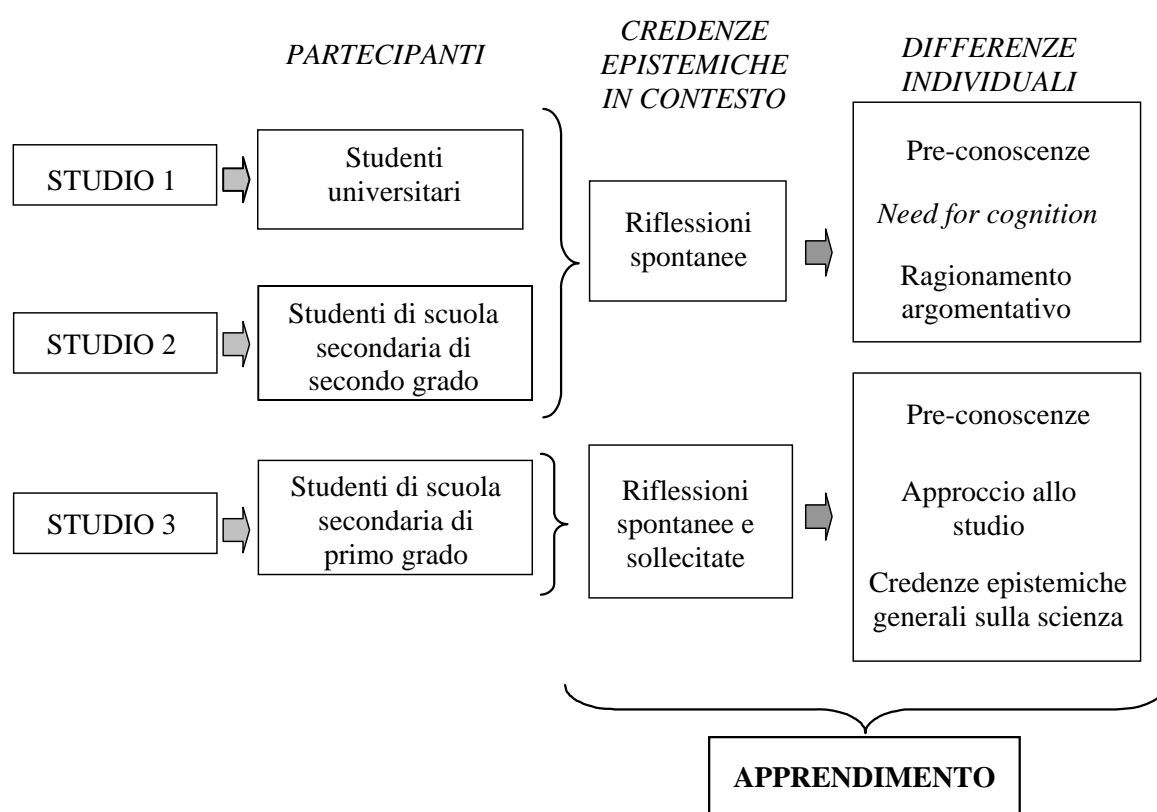 PARTECIPANTI
CREDENZE
EPISTEMICHE
IN CONTESTO
DIFFERENZE
INDIVIDUALI
STUDIO 1
Studenti
universitari
STUDIO 2
Studenti di scuola
secondaria di
secondo grado
Riflessioni
spontanee
Pre-conoscenze
Need for cognition
Ragionamento
argomentativo
STUDIO 3
Studenti di scuola
secondaria di
primo grado
Riflessioni
spontanee e
sollecitate
Pre-conoscenze
Approccio allo
studio
Credenze epistemiche
generali sulla scienza
APPRENDIMENTO